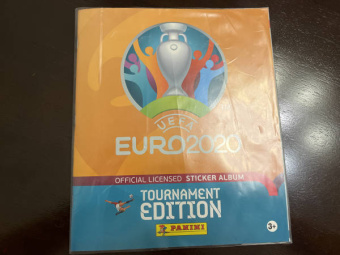 UEFA
EURO2020
OFFICIAL LICENSED STICKER ALBUM
TOURNAMENT
EDITION
PANINI
3+